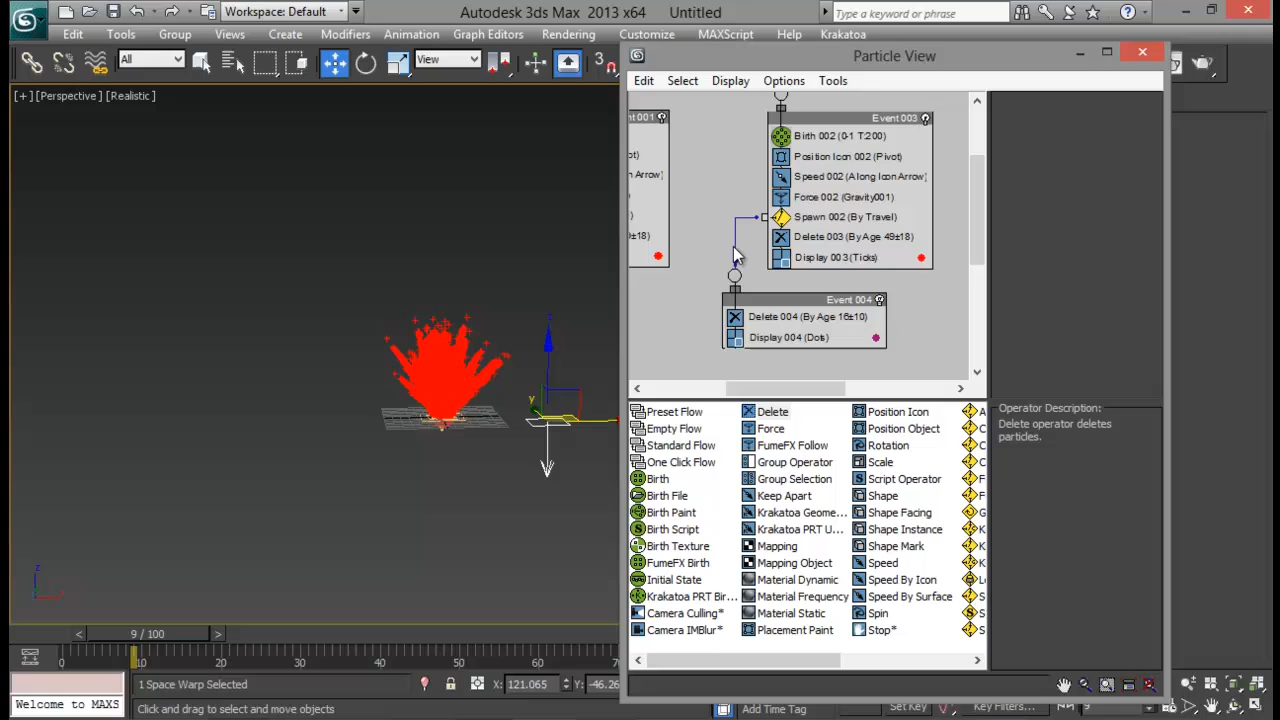 Workspace: Default
Autodesk 3ds Max 2013 x64 Untitled
Type a keyword or phrase
Edit Tools Group Views Create Modifiers Animation Graph Editors Rendering Customize MAXScript Help Krakatoa
All
View
3
[+] [Perspective] [Realistic]
Particle View
Edit Select Display Options Tools
Event 003
Birth 002 (0-1 T:200)
Position Icon 002 (Pivot)
Speed 002 (Along Icon Arrow)
Force 002 (Gravity001)
Spawn 002 (By Travel)
Delete 003 (By Age 49±18)
Display 003 (Ticks)
Event 004
Delete 004 (By Age 16±10)
Display 004 (Dots)
nt 001
n Arrow)
)±18)
y
z
Preset Flow Delete Position Icon
Empty Flow Force Position Object
Standard Flow FumeFX Follow Rotation
One Click Flow Group Operator Scale
Birth Group Selection Script Operator
Birth File Keep Apart Shape
Birth Paint Krakatoa Geome... Shape Facing
Birth Script Krakatoa PRT U... Shape Instance
Birth Texture Mapping Shape Mark
FumeFX Birth Mapping Object Speed
Initial State Material Dynamic Speed By Icon
Krakatoa PRT Bir... Material Frequency Speed By Surface
Camera Culling* Material Static Spin
Camera IMBlur* Placement Paint Stop*
Operator Description:
Delete operator deletes
particles.
9 / 100
0 10 20 30 40 50 60
1 Space Warp Selected
X: 121.065 Y: -46.26
Welcome to MAXS
Click and drag to select and move objects
Add Time Tag
Set Key
Key Filters...
9